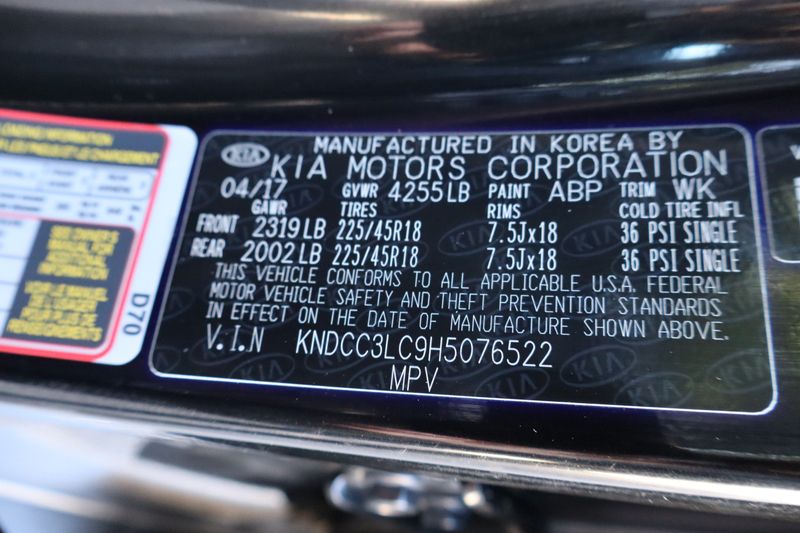 LOADING INFORMATION
D70
MANUFACTURED IN KOREA BY
KIA KIA MOTORS CORPORATION
04/17 GVWR 4255LB PAINT ABP TRIM WK
GAWR TIRES RIMS COLD TIRE INFL
FRONT 2319LB 225/45R18 7.5Jx18 36 PSI SINGLE
REAR 2002LB 225/45R18 7.5Jx18 36 PSI SINGLE
THIS VEHICLE CONFORMS TO ALL APPLICABLE U.S.A. FEDERAL
MOTOR VEHICLE SAFETY AND THEFT PREVENTION STANDARDS
IN EFFECT ON THE DATE OF MANUFACTURE SHOWN ABOVE.
V.I.N KNDCC3LC9H5076522
MPV